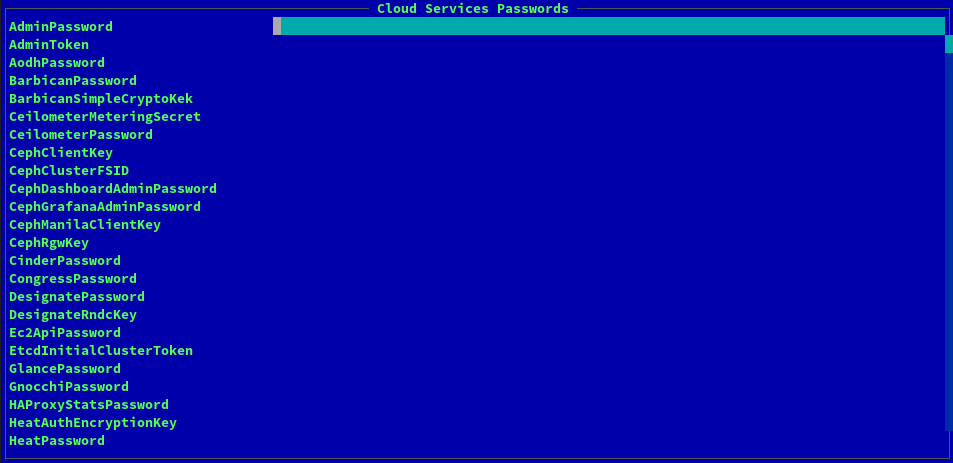 Cloud Services Passwords
AdminPassword
AdminToken
AodhPassword
BarbicanPassword
BarbicanSimpleCryptoKek
CeilometerMeteringSecret
CeilometerPassword
CephClientKey
CephClusterFSID
CephDashboardAdminPassword
CephGrafanaAdminPassword
CephManilaClientKey
CephRgwKey
CinderPassword
CongressPassword
DesignatePassword
DesignateRndcKey
Ec2ApiPassword
EtcdInitialClusterToken
GlancePassword
GnocchiPassword
HAProxyStatsPassword
HeatAuthEncryptionKey
HeatPassword